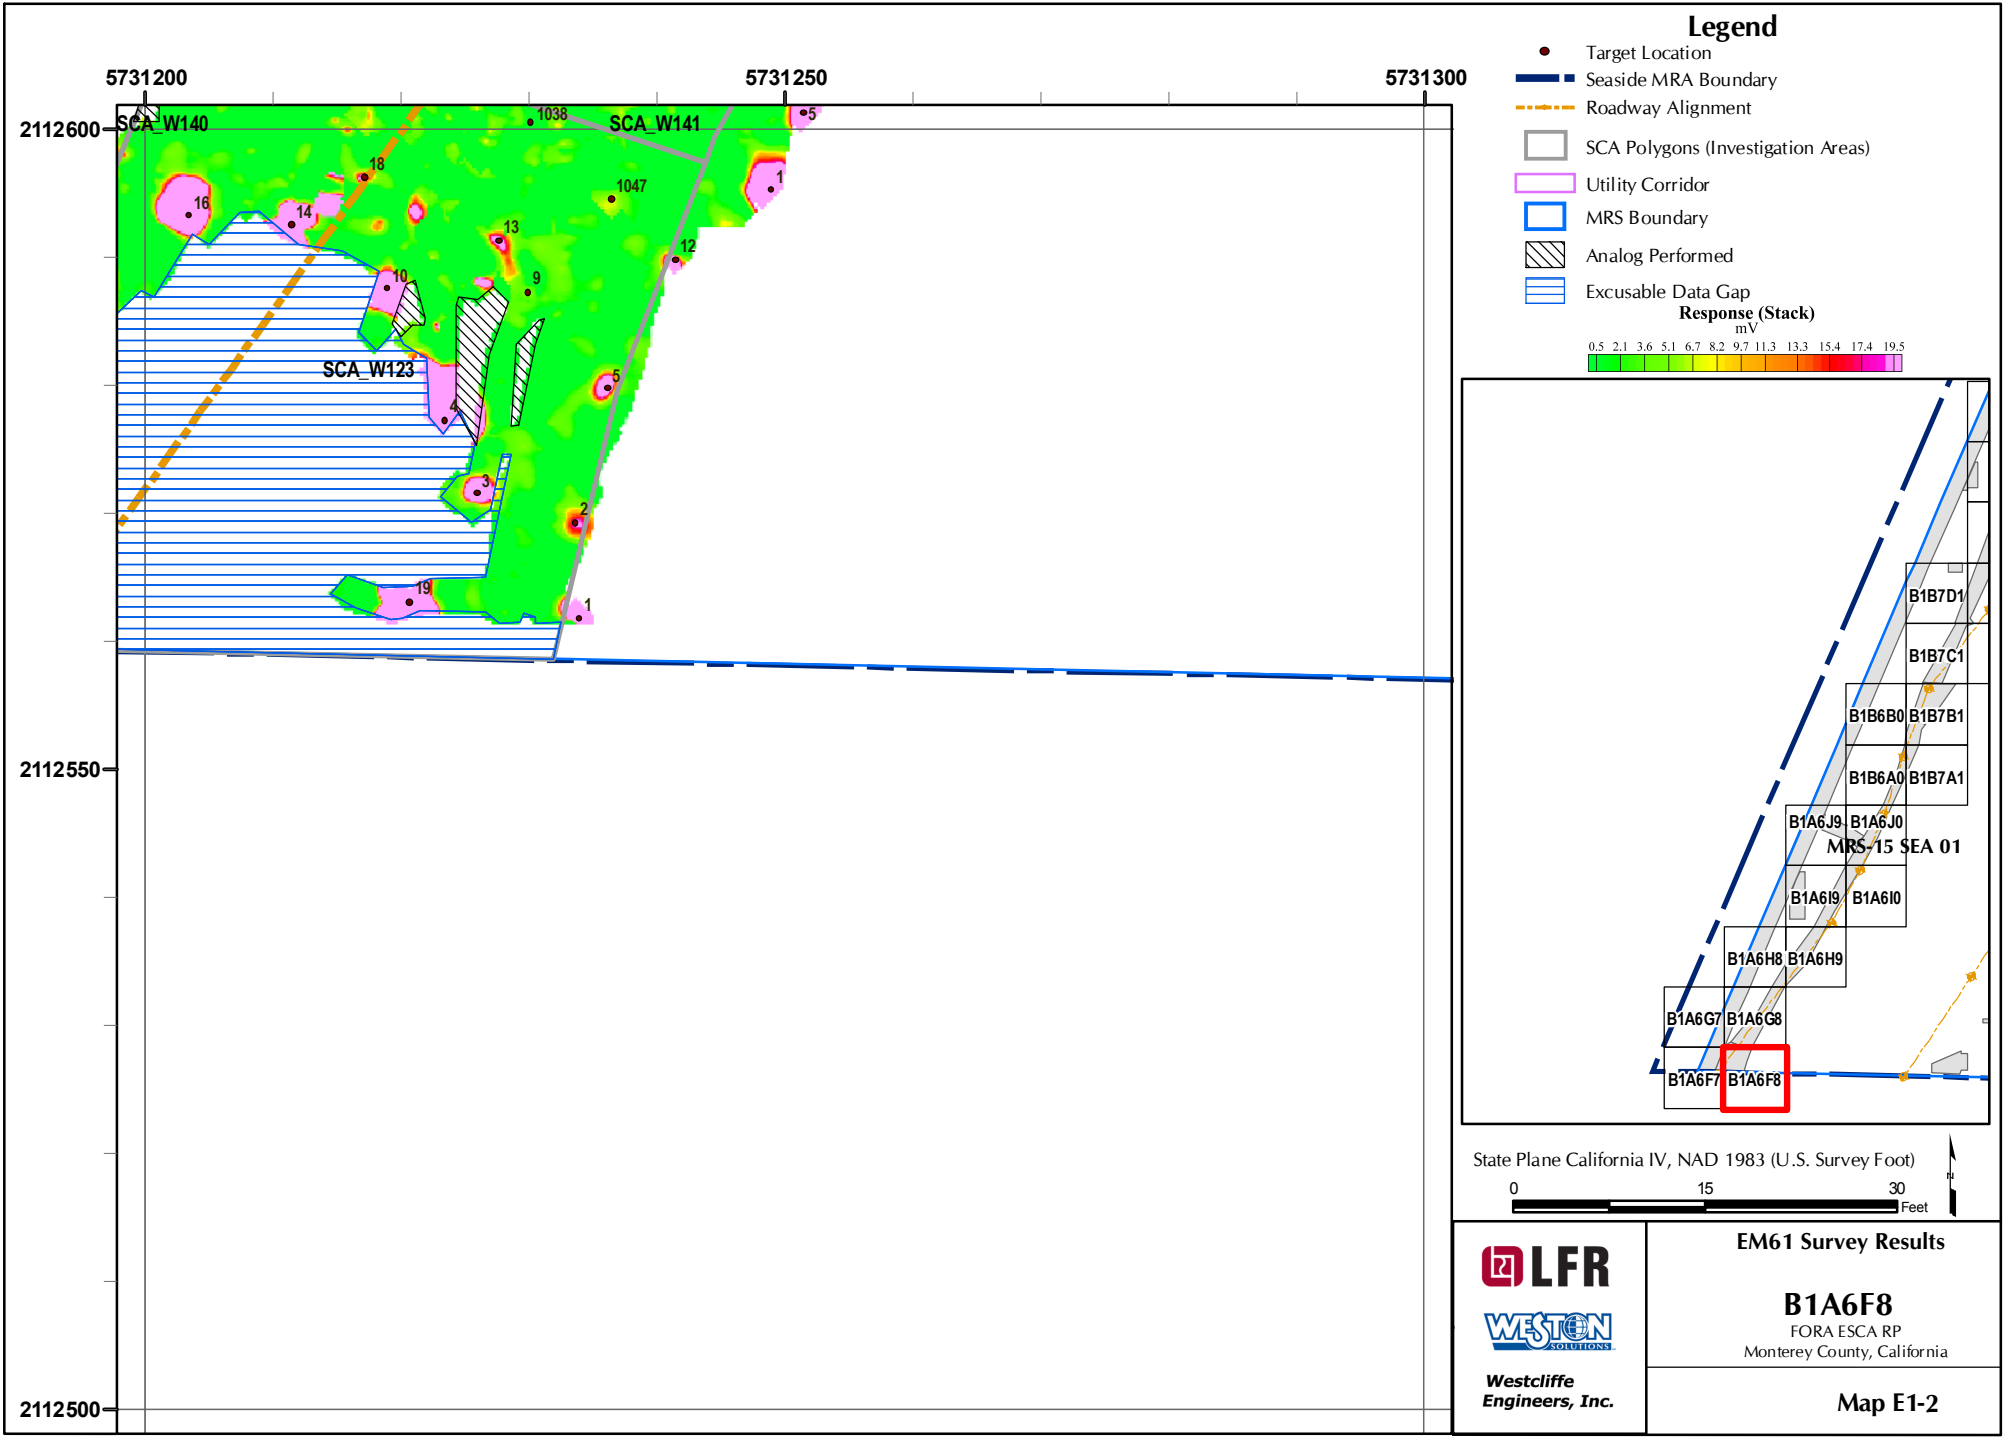 Legend
Target Location
Seaside MRA Boundary
Roadway Alignment
SCA Polygons (Investigation Areas)
Utility Corridor
MRS Boundary
Analog Performed
Excusable Data Gap
Response (Stack)
mV
0.5 2.1 3.6 5.1 6.7 8.2 9.7 11.3 13.3 15.4 17.4 19.5
5731200 5731250 5731300
2112600
2112550
2112500
SCA_W140
1038
SCA_W141
5
18
1
16
14
1047
13
12
10
9
SCA_W123
5
4
3
2
19
1
B1B7D1
B1B7C1
B1B6B0 B1B7B1
B1B6A0 B1B7A1
B1A6J9 B1A6J0
MRS-15 SEA 01
B1A6I9 B1A6I0
B1A6H8 B1A6H9
B1A6G7 B1A6G8
B1A6F7 B1A6F8
State Plane California IV, NAD 1983 (U.S. Survey Foot)
0 15 30
Feet
N
LFR
WESTON
SOLUTIONS
Westcliffe
Engineers, Inc.
EM61 Survey Results
B1A6F8
FORA ESCA RP
Monterey County, California
Map E1-2